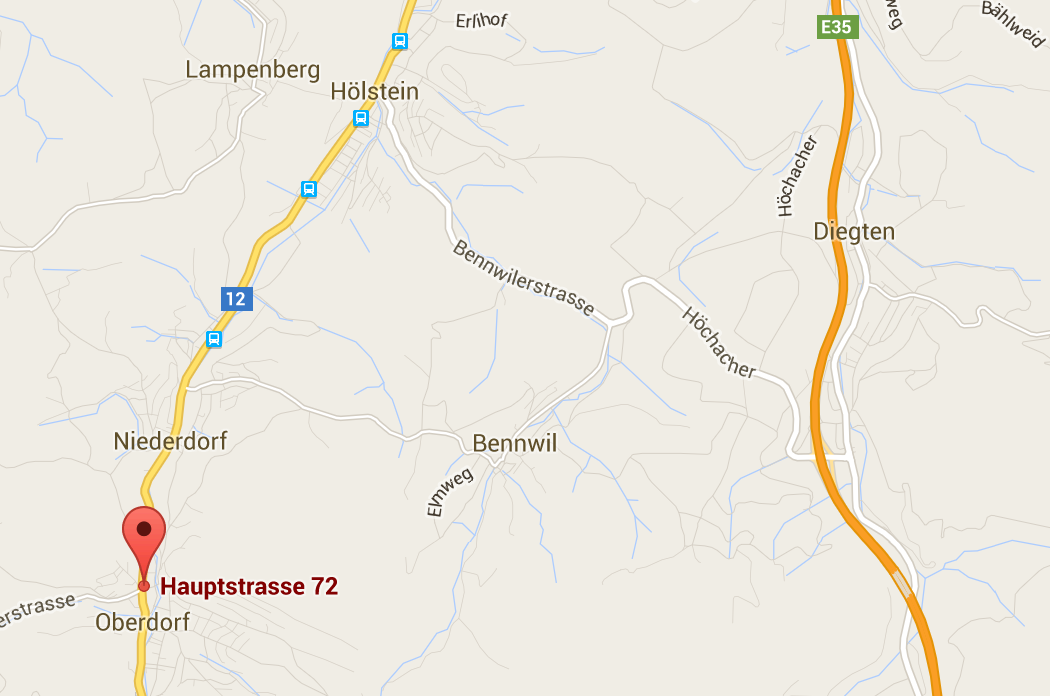 Erlihof
E35
weg
Bählweid
Lampenberg
Hölstein
Höchacher
Diegten
Bennwilerstrasse
12
Höchacher
Niederdorf
Bennwil
Elmweg
Hauptstrasse 72
erstrasse
Oberdorf